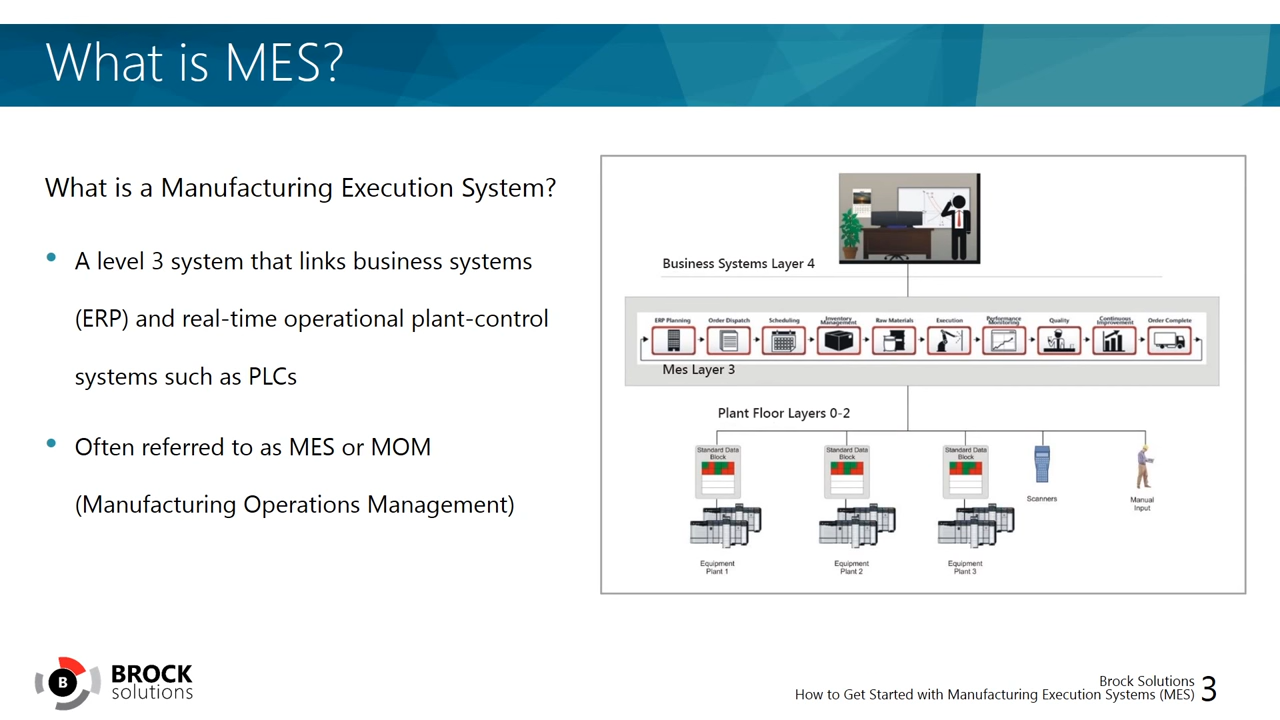 What is MES?
What is a Manufacturing Execution System?
• A level 3 system that links business systems
(ERP) and real-time operational plant-control
systems such as PLCs
• Often referred to as MES or MOM
(Manufacturing Operations Management)
Business Systems Layer 4
ERP Planning
Order Dispatch
Scheduling
Inventory
Management
Raw Materials
Execution
Performance
Monitoring
Quality
Continuous
Improvement
Order Complete
Mes Layer 3
Plant Floor Layers 0-2
Standard Data
Block
Standard Data
Block
Standard Data
Block
Scanners
Manual
Input
Equipment
Plant 1
Equipment
Plant 2
Equipment
Plant 3
B
BROCK
solutions
Brock Solutions
How to Get Started with Manufacturing Execution Systems (MES)
3